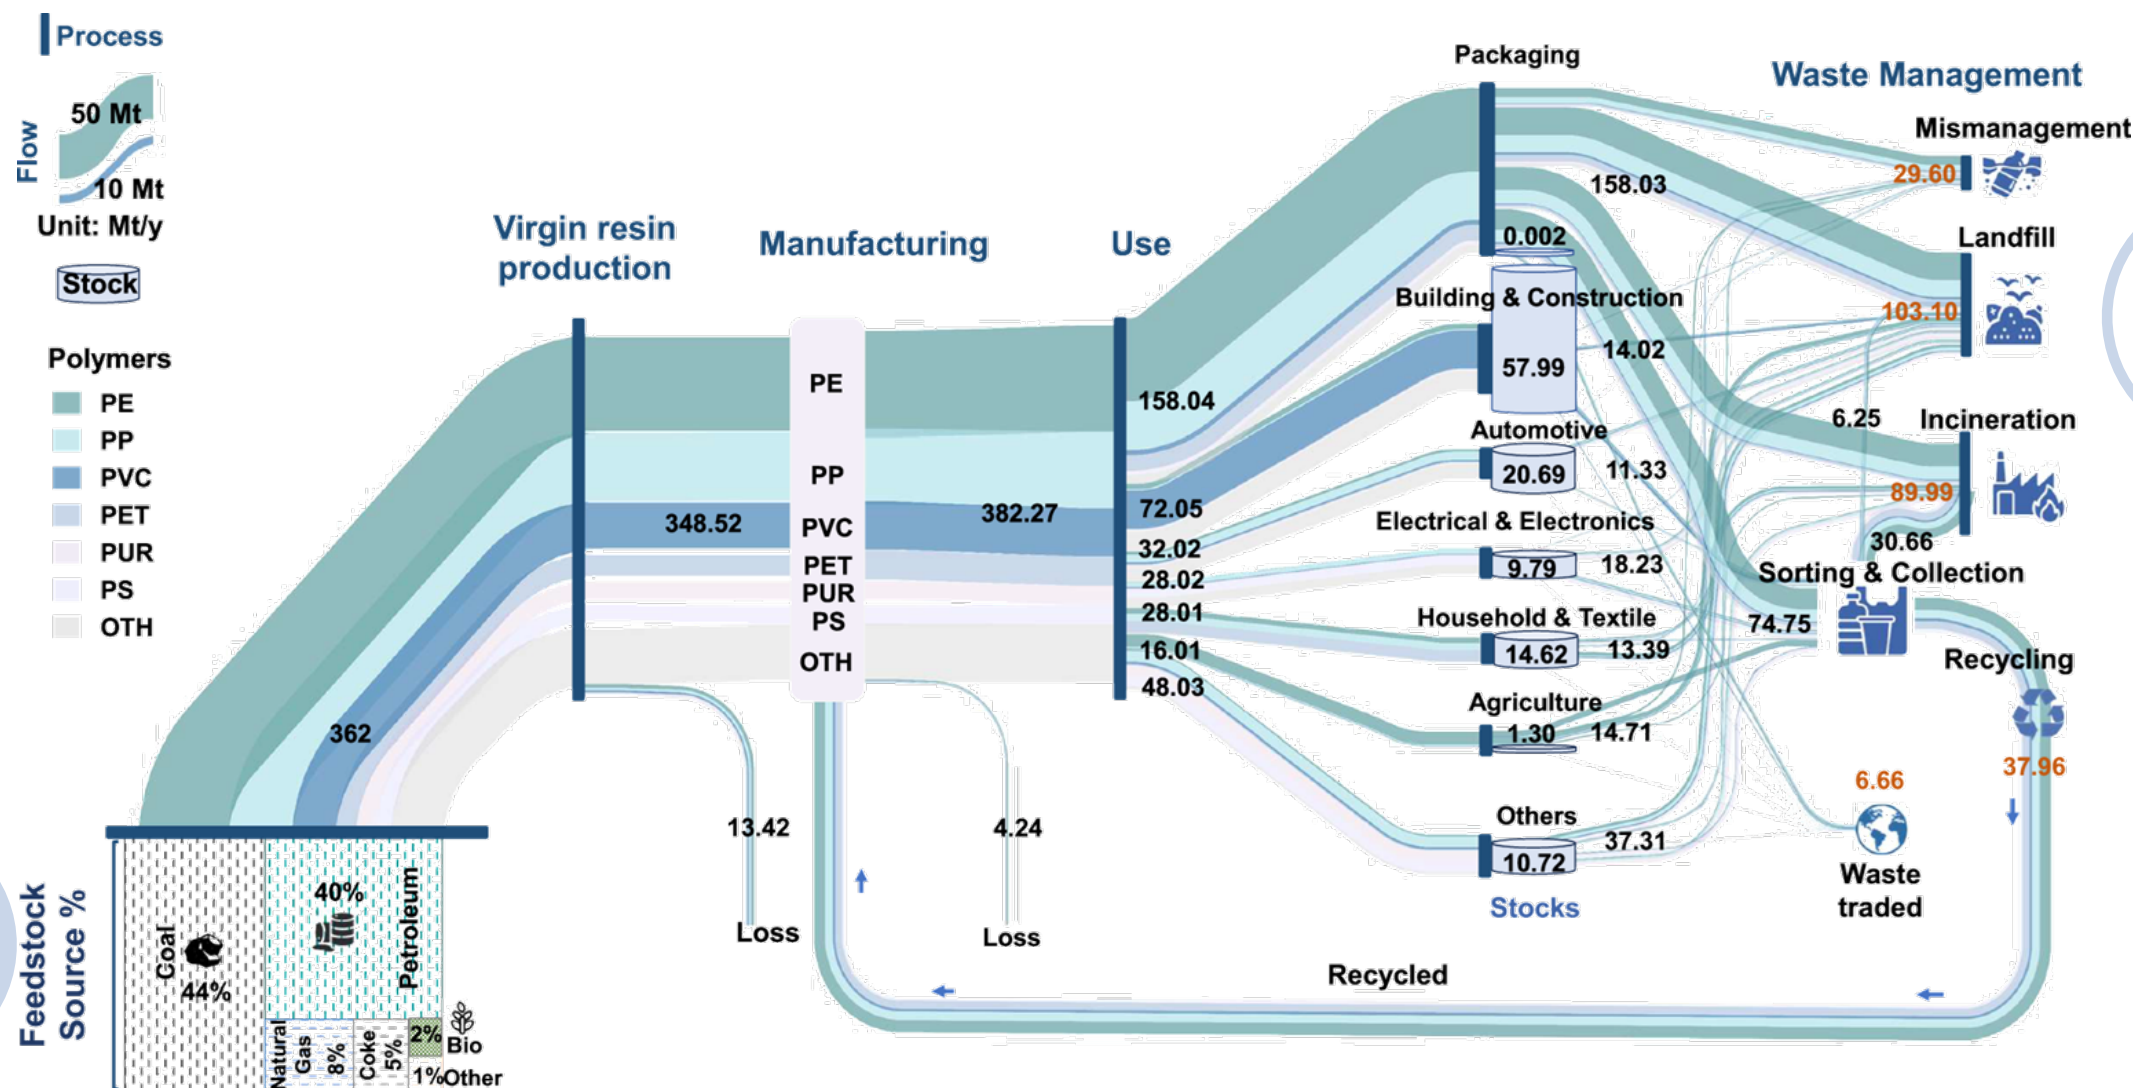 Process
Flow
50 Mt
10 Mt
Unit: Mt/y
Stock
Polymers
PE
PP
PVC
PET
PUR
PS
OTH
Feedstock
Source %
Coal
44%
40%
Petroleum
Natural
Gas
8%
Coke
5%
2%
Bio
1%
Other
362
Virgin resin
production
348.52
13.42
Loss
Manufacturing
PE
PP
PVC
PET
PUR
PS
OTH
382.27
4.24
Loss
Use
158.04
72.05
32.02
28.02
28.01
16.01
48.03
Packaging
0.002
158.03
Building & Construction
57.99
14.02
Automotive
20.69
11.33
Electrical & Electronics
9.79
18.23
Household & Textile
14.62
13.39
Agriculture
1.30
14.71
Others
10.72
37.31
Stocks
Waste Management
Mismanagement
29.60
Landfill
103.10
6.25
Incineration
89.99
30.66
Sorting & Collection
74.75
Recycling
37.96
6.66
Waste
traded
Recycled